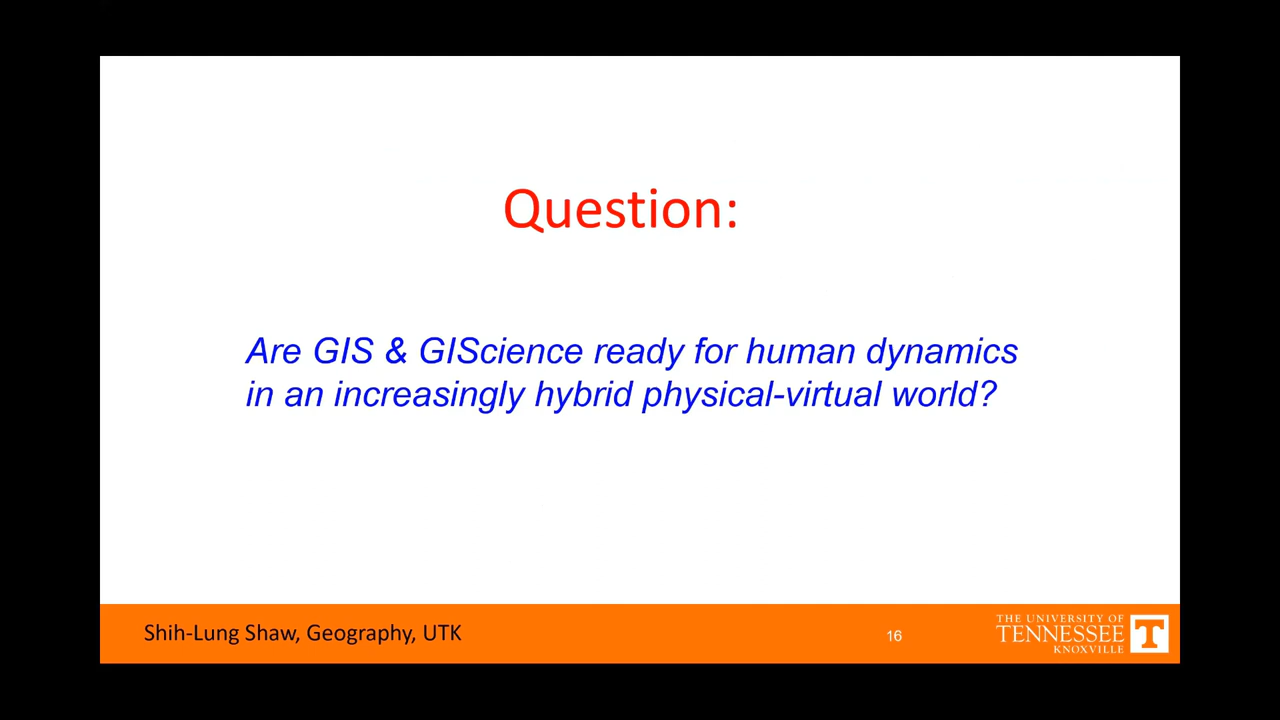 Question:
Are GIS & GIScience ready for human dynamics
in an increasingly hybrid physical-virtual world?
Shih-Lung Shaw, Geography, UTK
16
THE UNIVERSITY OF
TENNESSEE
KNOXVILLE
T